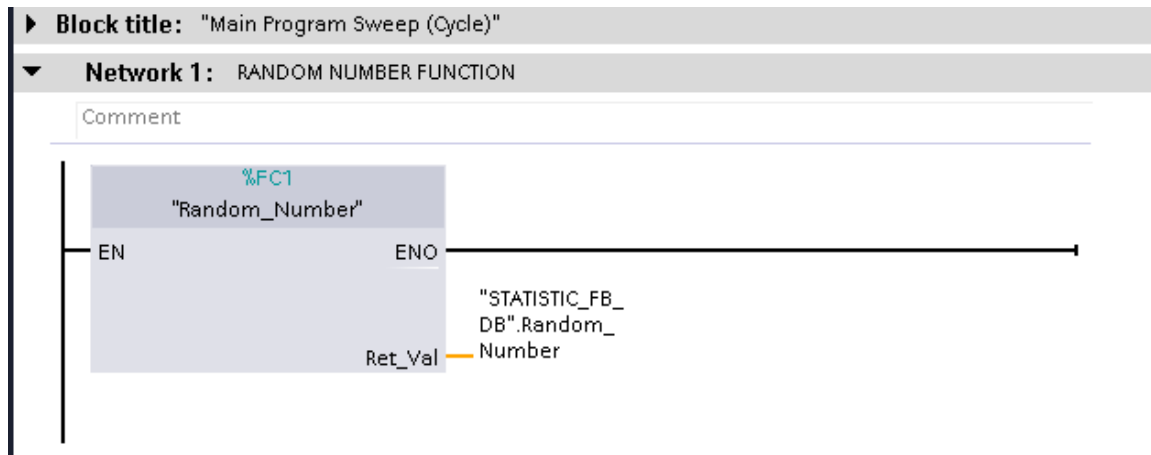 Block title: "Main Program Sweep (Cycle)"
Network 1: RANDOM NUMBER FUNCTION
Comment
%FC1
"Random_Number"
EN ENO
"STATISTIC_FB_
DB".Random_
Ret_Val Number